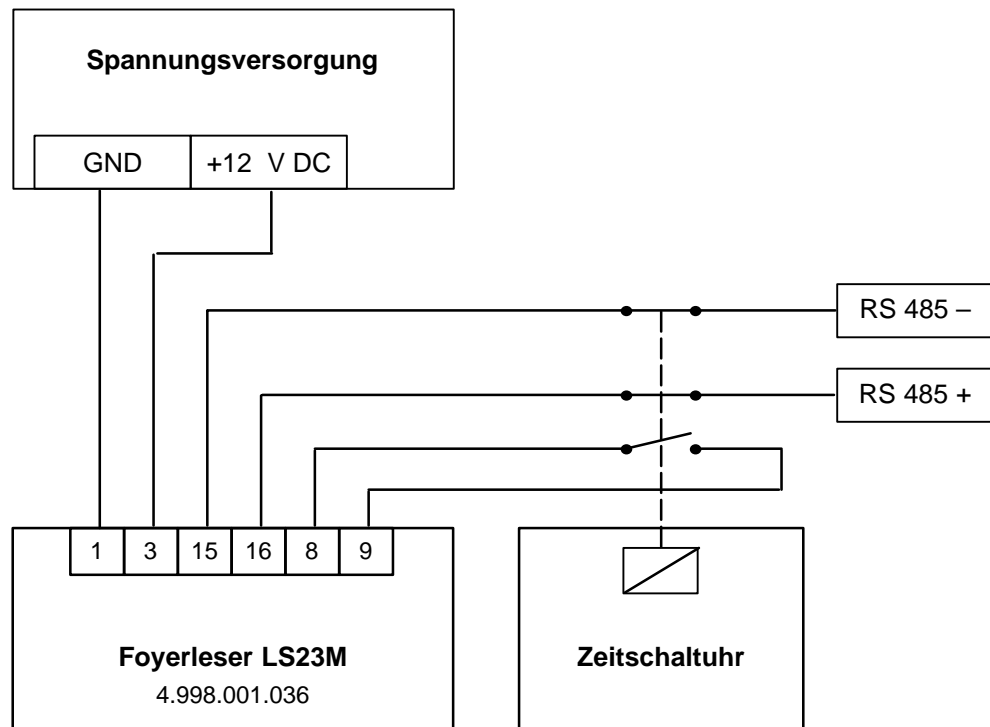 Spannungsversorgung
GND +12 V DC
RS 485 –
RS 485 +
1 3 15 16 8 9
Foyerleser LS23M
4.998.001.036
Zeitschaltuhr